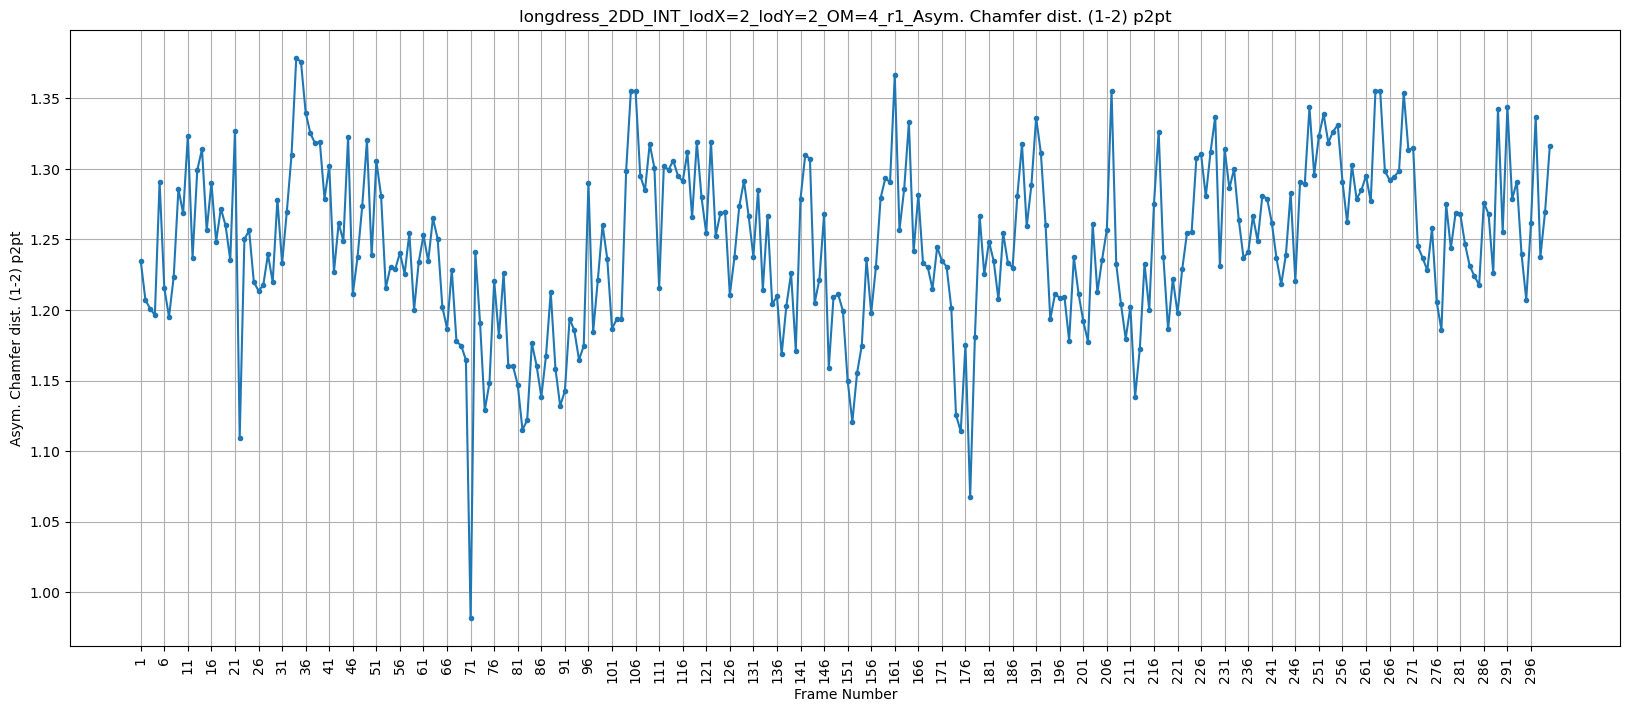 longdress_2DD_INT_lodX=2_lodY=2_OM=4_r1_Asym. Chamfer dist. (1-2) p2pt
Asym. Chamfer dist. (1-2) p2pt
1.35
1.30
1.25
1.20
1.15
1.10
1.05
1.00
1 6 11 16 21 26 31 36 41 46 51 56 61 66 71 76 81 86 91 96 101 106 111 116 121 126 131 136 141 146 151 156 161 166 171 176 181 186 191 196 201 206 211 216 221 226 231 236 241 246 251 256 261 266 271 276 281 286 291 296
Frame Number